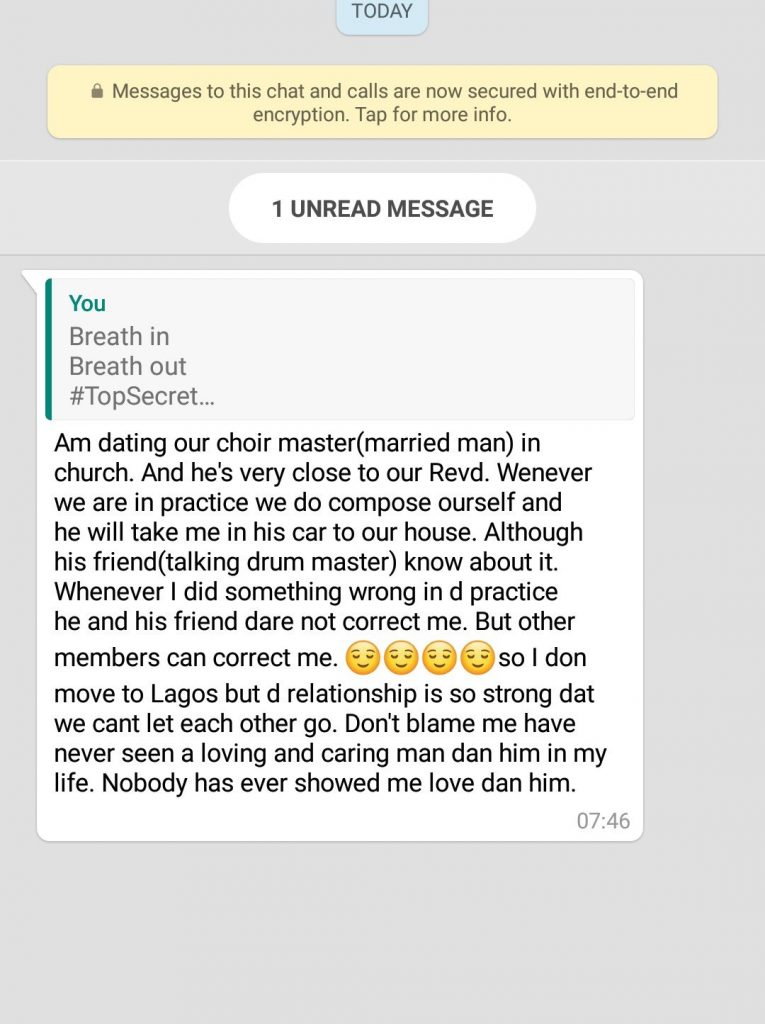 TODAY
🔒 Messages to this chat and calls are now secured with end-to-end
encryption. Tap for more info.
1 UNREAD MESSAGE
You
Breath in
Breath out
#TopSecret...
Am dating our choir master(married man) in
church. And he's very close to our Revd. Wenever
we are in practice we do compose ourself and
he will take me in his car to our house. Although
his friend(talking drum master) know about it.
Whenever I did something wrong in d practice
he and his friend dare not correct me. But other
members can correct me. 😌😌😌😌so I don
move to Lagos but d relationship is so strong dat
we cant let each other go. Don't blame me have
never seen a loving and caring man dan him in my
life. Nobody has ever showed me love dan him.
07:46